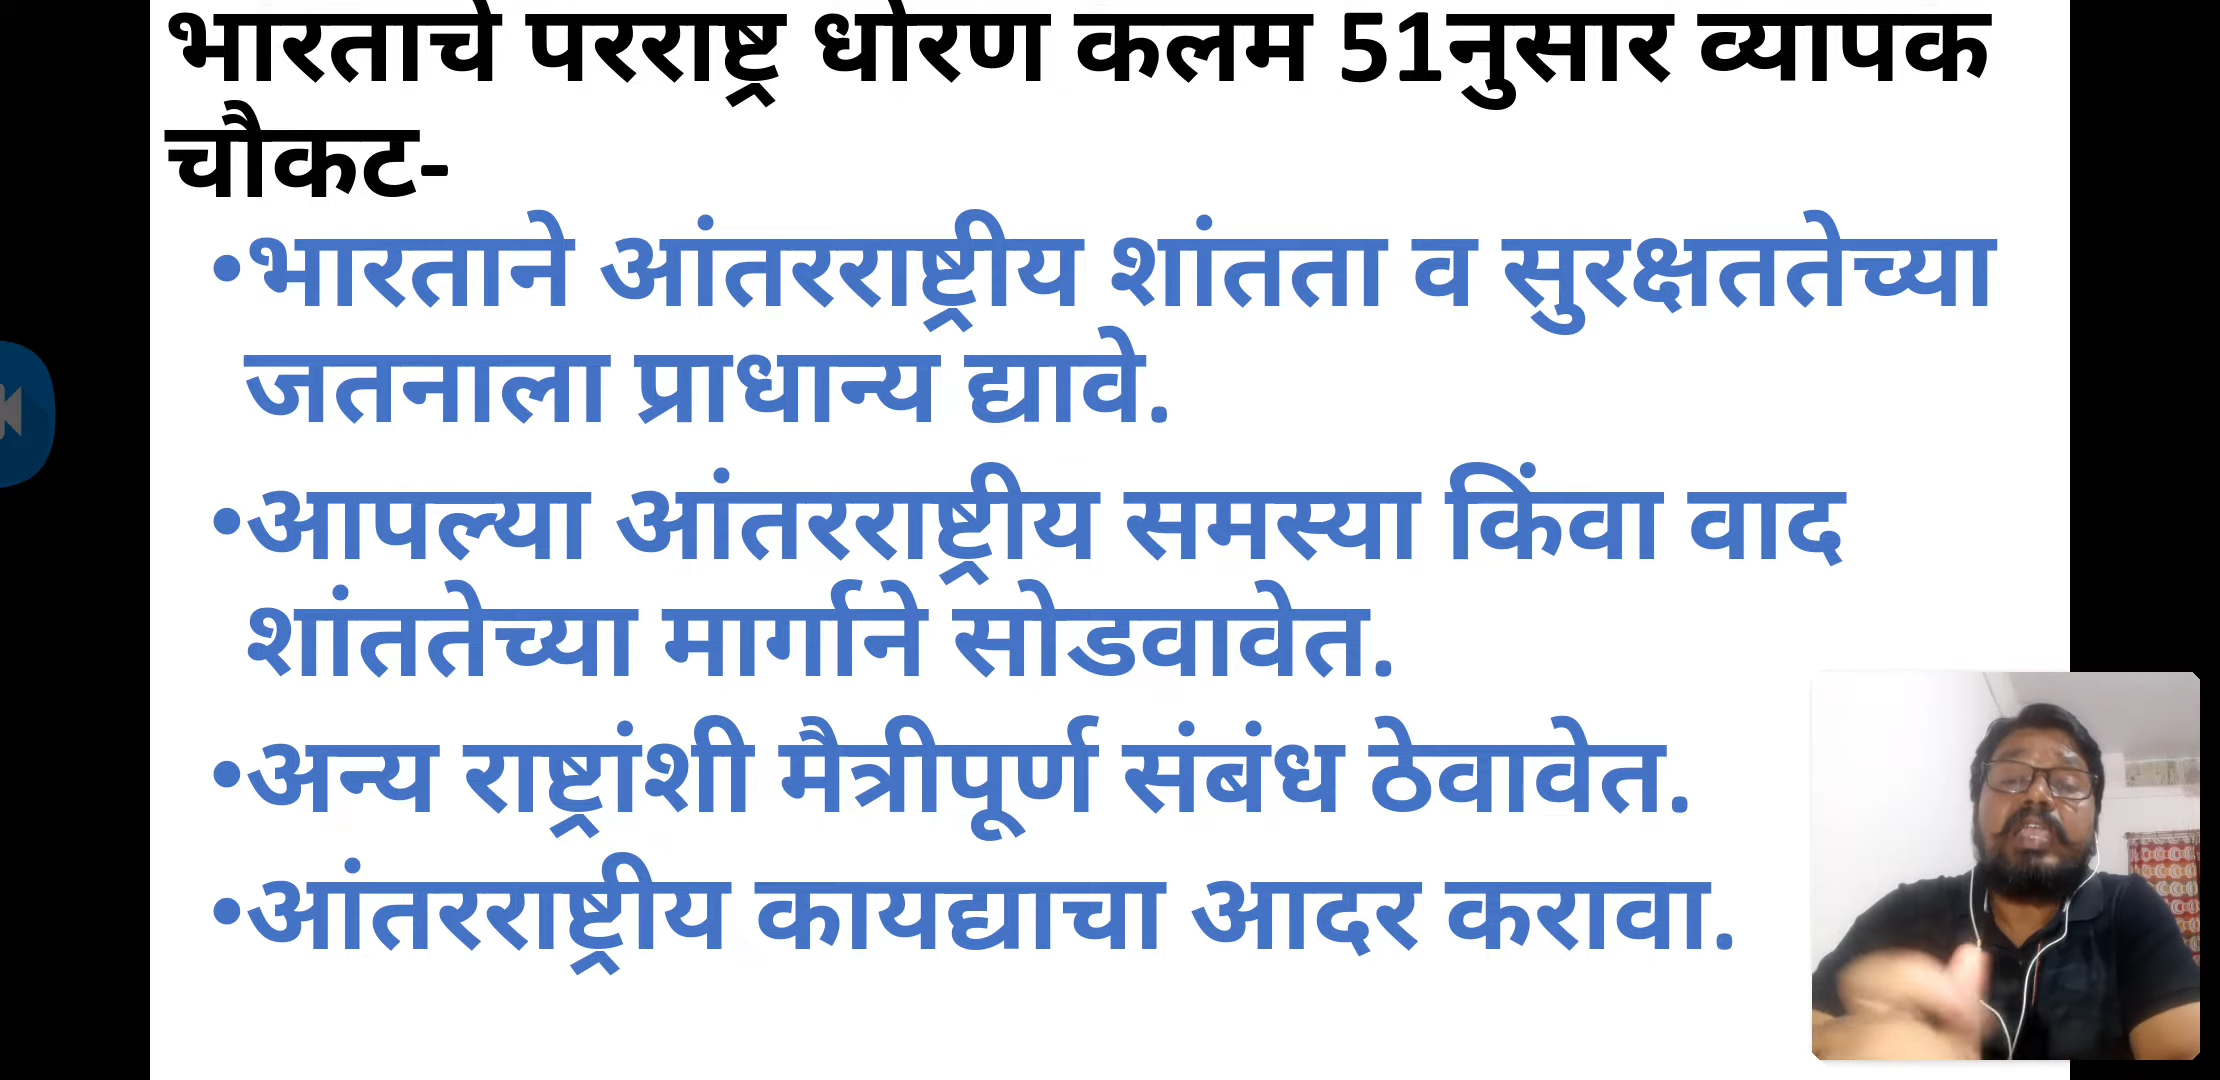 भारताचे परराष्ट्र धोरण कलम 51नुसार व्यापक
चौकट-
•भारताने आंतरराष्ट्रीय शांतता व सुरक्षततेच्या
जतनाला प्राधान्य द्यावे.
•आपल्या आंतरराष्ट्रीय समस्या किंवा वाद
शांततेच्या मार्गाने सोडवावेत.
•अन्य राष्ट्रांशी मैत्रीपूर्ण संबंध ठेवावेत.
•आंतरराष्ट्रीय कायद्याचा आदर करावा.